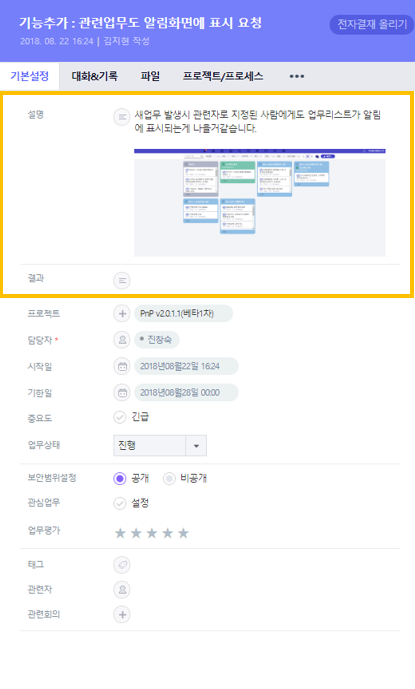 기능추가 : 관련업무도 알림화면에 표시 요청
전자결재 올리기
2018. 08. 22 16:24 | 김지현 작성
기본설정 대화&기록 파일 프로젝트/프로세스 •••
설명
새업무 발생시 관련자로 지정된 사람에게도 업무리스트가 알림
에 표시되는게 나을거같습니다.
결과
프로젝트 PnP v2.0.1.1(베타1차)
담당자 * 진창숙
시작일 2018년08월22일 16:24
기한일 2018년08월28일 00:00
중요도 긴급
업무상태 진행
보안범위설정 공개 비공개
관심업무 설정
업무평가
태그
관련자
관련회의